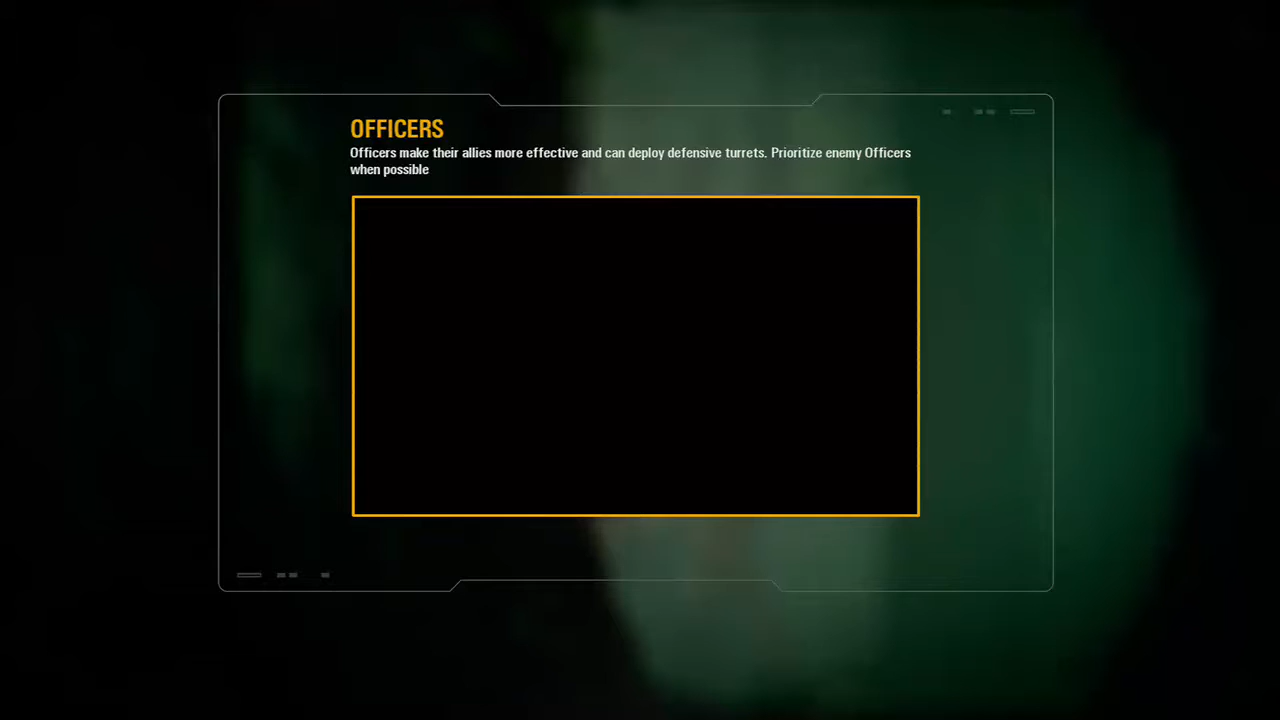 OFFICERS
Officers make their allies more effective and can deploy defensive turrets. Prioritize enemy Officers
when possible